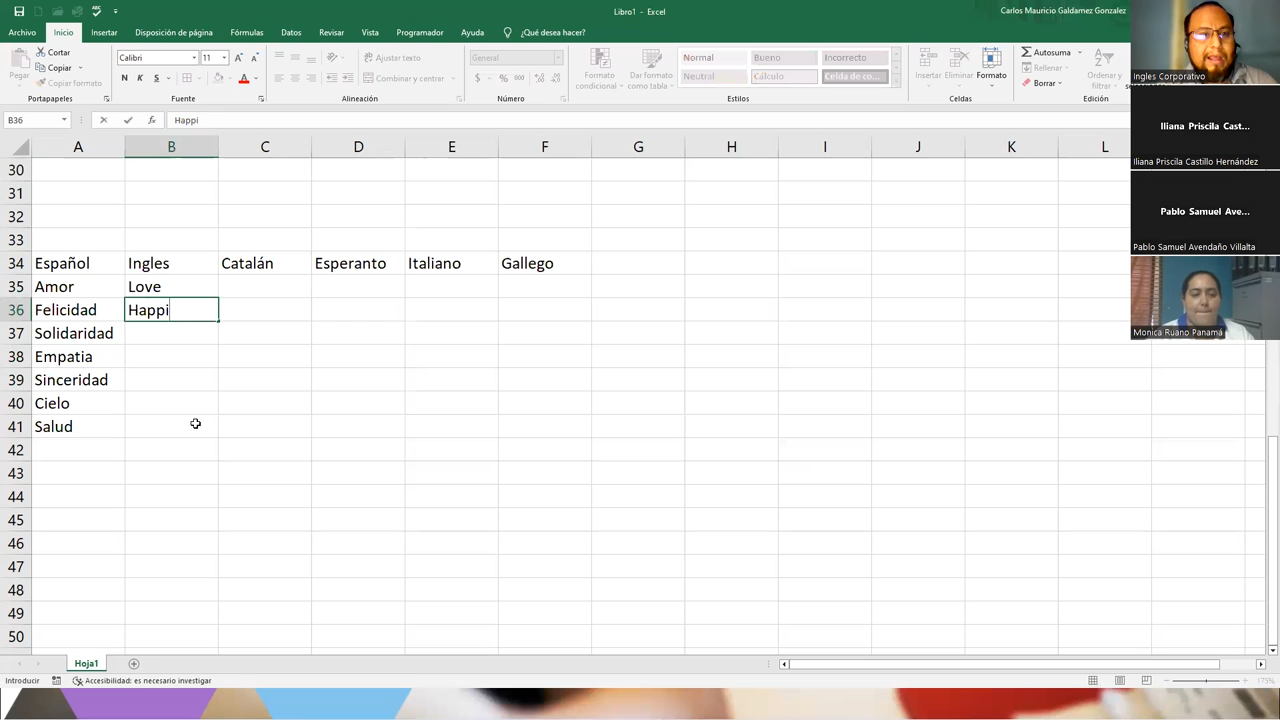 Libro1 - Excel
Carlos Mauricio Galdamez Gonzalez
Archivo Inicio Insertar Disposición de página Fórmulas Datos Revisar Vista Programador Ayuda ¿Qué desea hacer?
Pegar
Cortar
Copiar
Copiar formato
Portapapeles
Calibri 11
N K S
Fuente
Ajustar texto
Combinar y centrar
Alineación
General
$ % 000
Número
Formato condicional
Dar formato como tabla
Normal Bueno Incorrecto
Neutral Cálculo Celda de co...
Estilos
Insertar Eliminar Formato
Celdas
Autosuma
Rellenar
Borrar
Ordenar y
filtrar
Edición
B36 fx Happi
A B C D E F G H I J K L
30
31
32
33
34 Español Ingles Catalán Esperanto Italiano Gallego
35 Amor Love
36 Felicidad Happi
37 Solidaridad
38 Empatia
39 Sinceridad
40 Cielo
41 Salud
42
43
44
45
46
47
48
49
50
Hoja1
Introducir Accesibilidad: es necesario investigar
175%
Ingles Corporativo
Iliana Priscila Cast...
Iliana Priscila Castillo Hernández
Pablo Samuel Ave...
Pablo Samuel Avendaño Villalta
Monica Ruano Panamá